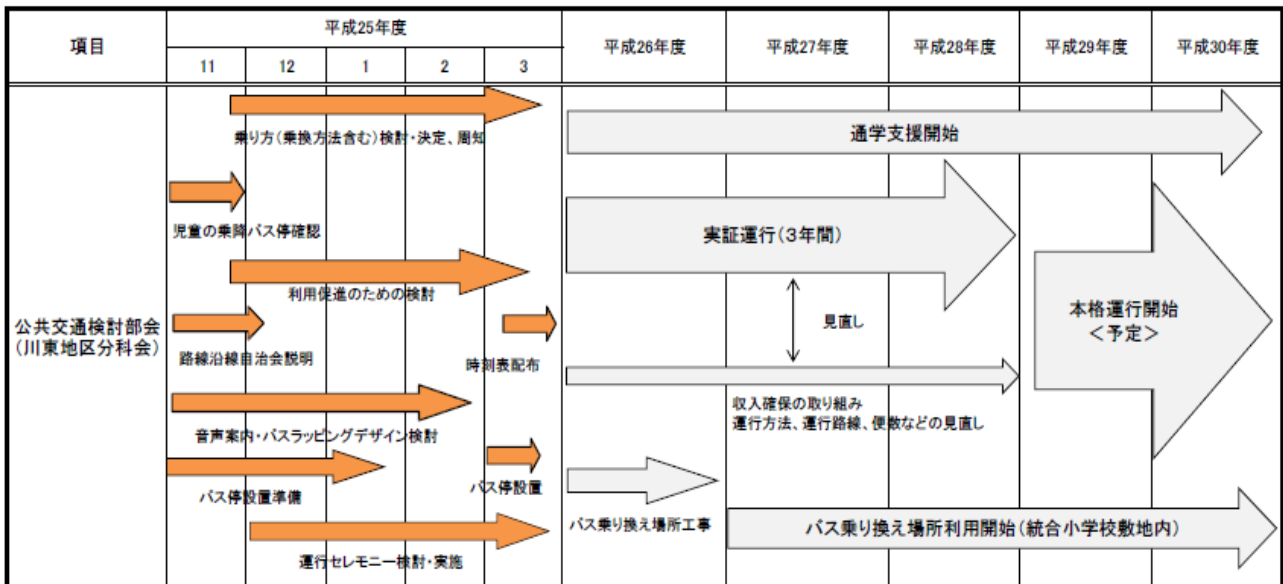 項目
平成25年度
平成26年度
平成27年度
平成28年度
平成29年度
平成30年度
11
12
1
2
3
公共交通検討部会
(川東地区分科会)
乗り方(乗換方法含む)検討・決定、周知
通学支援開始
児童の乗降バス停確認
実証運行(3年間)
利用促進のための検討
本格運行開始
<予定>
見直し
路線沿線自治会説明
時刻表配布
収入確保の取り組み
運行方法、運行路線、便数などの見直し
音声案内・バスラッピングデザイン検討
バス停設置準備
バス停設置
バス乗り換え場所工事
バス乗り換え場所利用開始(統合小学校敷地内)
運行セレモニー検討・実施